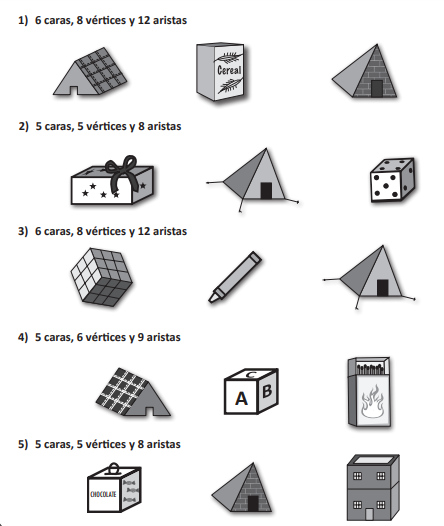 1) 6 caras, 8 vértices y 12 aristas
Cereal
2) 5 caras, 5 vértices y 8 aristas
3) 6 caras, 8 vértices y 12 aristas
4) 5 caras, 6 vértices y 9 aristas
C
A
B
5) 5 caras, 5 vértices y 8 aristas
CHOCOLATE